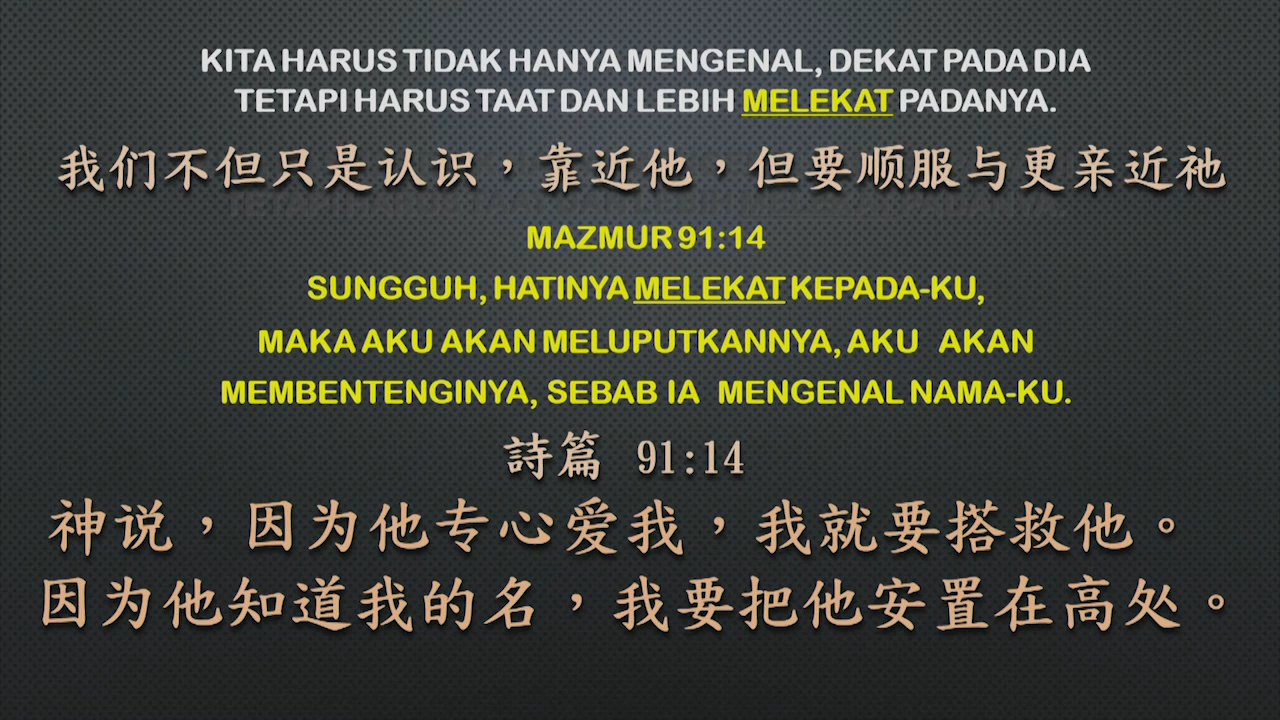 KITA HARUS TIDAK HANYA MENGENAL, DEKAT PADA DIA
TETAPI HARUS TAAT DAN LEBIH MELEKAT PADANYA.
我们不但只是认识，靠近他，但要顺服与更亲近祂
MAZMUR 91:14
SUNGGUH, HATINYA MELEKAT KEPADA-KU,
MAKA AKU AKAN MELUPUTKANNYA, AKU AKAN
MEMBENTENGINYA, SEBAB IA MENGENAL NAMA-KU.
詩篇 91:14
神说，因为他专心爱我，我就要搭救他。
因为他知道我的名，我要把他安置在高处。